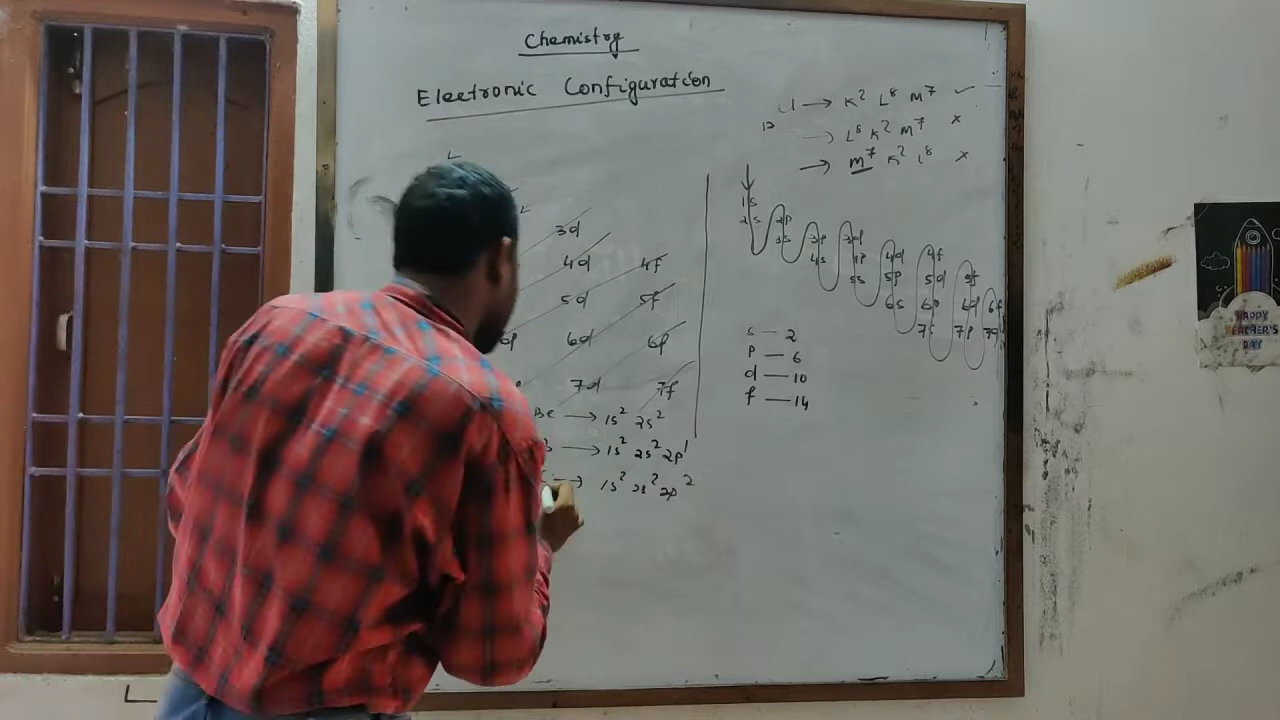 Chemistry
Electronic Configuration
Cl → K² L⁸ M⁷ ✓
→ L⁸ K² M⁷ ×
→ M⁷ K² L⁸ ×
3d
4d 4f
5d 5f
6p 6d 6f
7d 7f
Be → 1s² 2s²
B → 1s² 2s² 2p¹
→ 1s² 2s² 2p²
1s
2s 2p 3s 3p 4s 3d 4p 5s 4d 5p 6s 4f 5d 6p 7s 5f 6d 7p 6f 7d
s — 2
p — 6
d — 10
f — 14
HAPPY
TEACHER'S
DAY